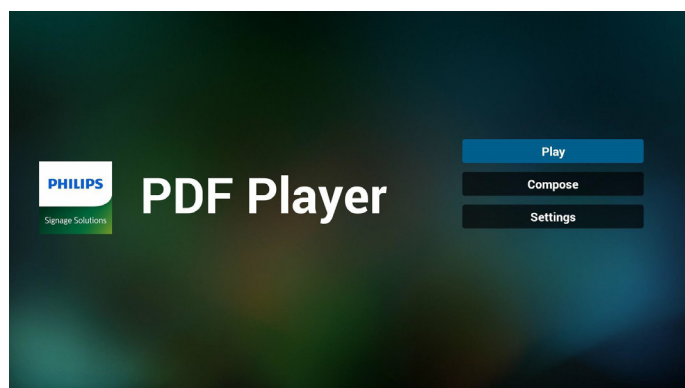 PHILIPS
Signage Solutions
PDF Player
Play
Compose
Settings